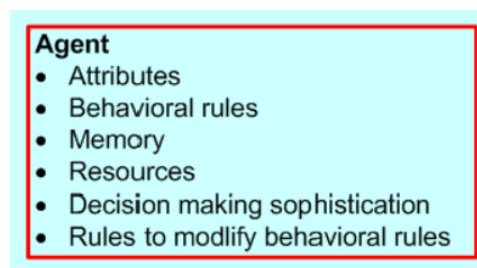 Agent
• Attributes
• Behavioral rules
• Memory
• Resources
• Decision making sophistication
• Rules to modlify behavioral rules